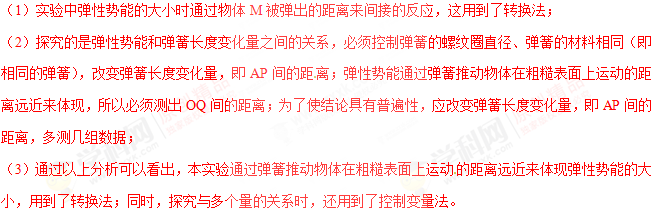 （1）实验中弹性势能的大小时通过物体 M 被弹出的距离来间接的反应，这用到了转换法；
（2）探究的是弹性势能和弹簧长度变化量之间的关系，必须控制弹簧的螺纹圈直径、弹簧的材料相同（即
相同的弹簧），改变弹簧长度变化量，即 AP 间的距离；弹性势能通过弹簧推动物体在粗糙表面上运动的距
离远近来体现，所以必须测出 OQ 间的距离；为了使结论具有普遍性，应改变弹簧长度变化量，即 AP 间的
距离，多测几组数据；
（3）通过以上分析可以看出，本实验通过弹簧推动物体在粗糙表面上运动的距离远近来体现弹性势能的大
小，用到了转换法；同时，探究与多个量的关系时，还用到了控制变量法。